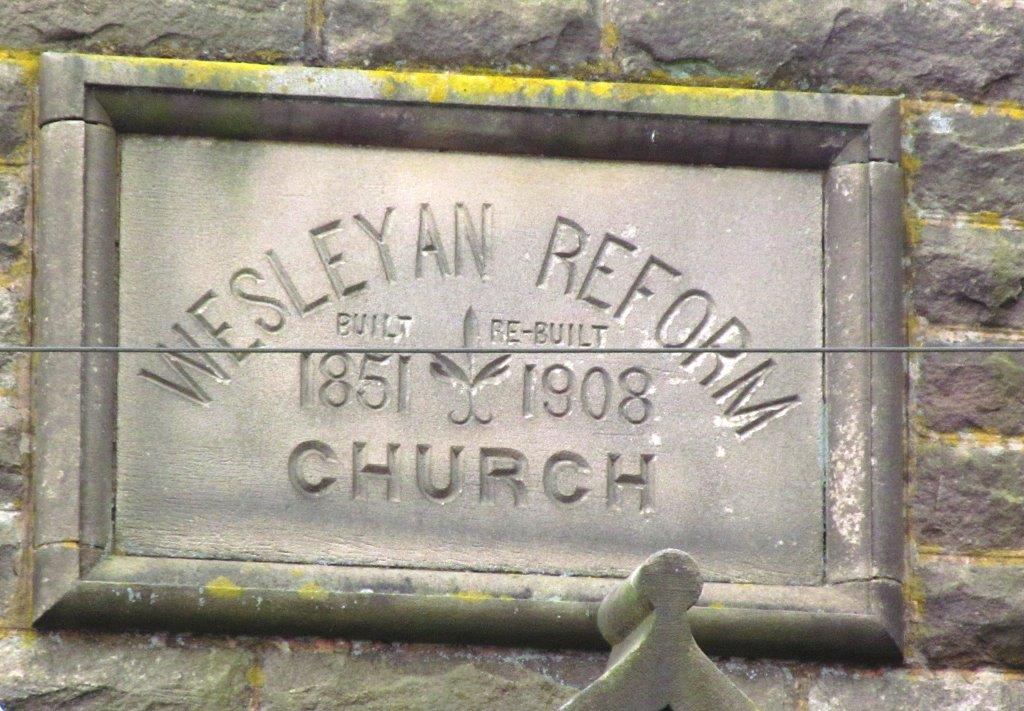 WESLEYAN REFORM
BUILT RE-BUILT
1851 1908
CHURCH